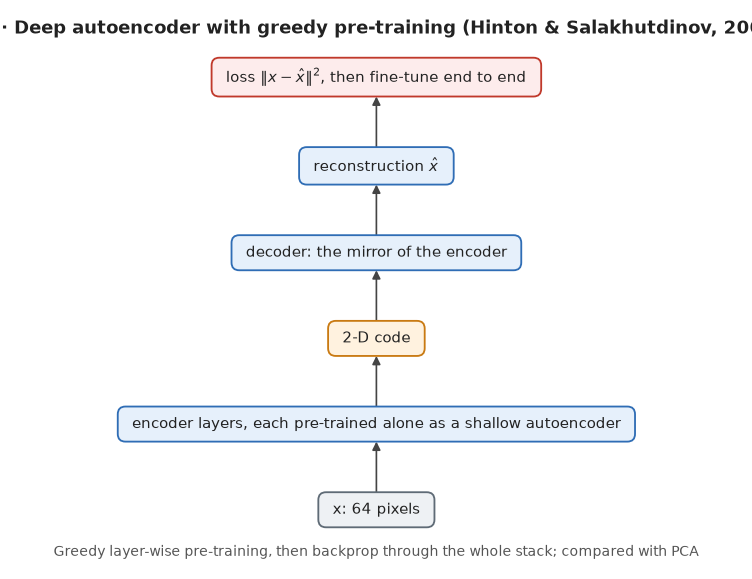 · Deep autoencoder with greedy pre-training (Hinton & Salakhutdinov, 200
loss ‖x − x̂‖², then fine-tune end to end
reconstruction x̂
decoder: the mirror of the encoder
2-D code
encoder layers, each pre-trained alone as a shallow autoencoder
x: 64 pixels
Greedy layer-wise pre-training, then backprop through the whole stack; compared with PCA